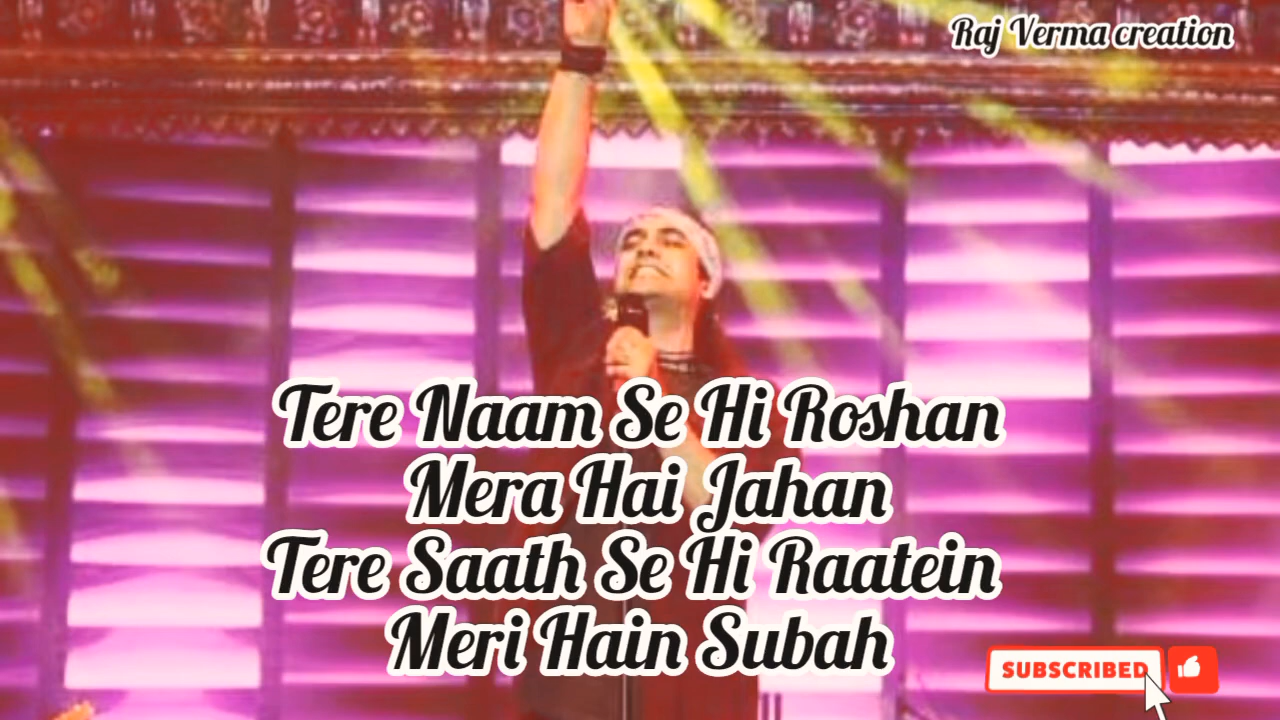 Raj Verma creation
Tere Naam Se Hi Roshan
Mera Hai Jahan
Tere Saath Se Hi Raatein
Meri Hain Subah
SUBSCRIBED